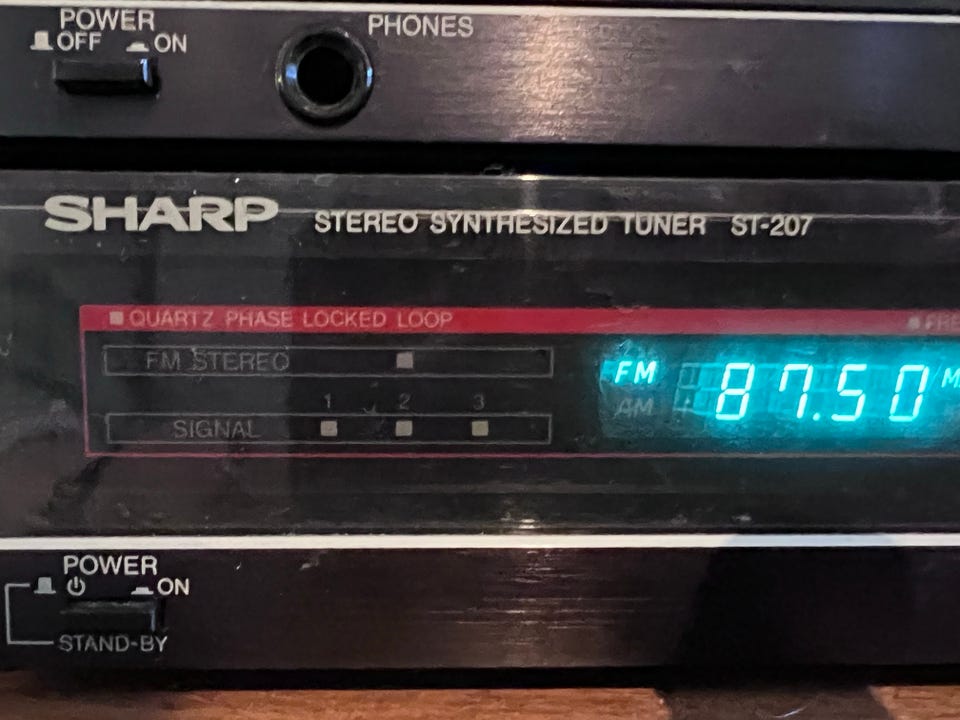 POWER
OFF ON
PHONES
SHARP STEREO SYNTHESIZED TUNER ST-207
QUARTZ PHASE LOCKED LOOP
FM STEREO
1 2 3
SIGNAL
FM
AM
87.50
POWER
ON
STAND-BY